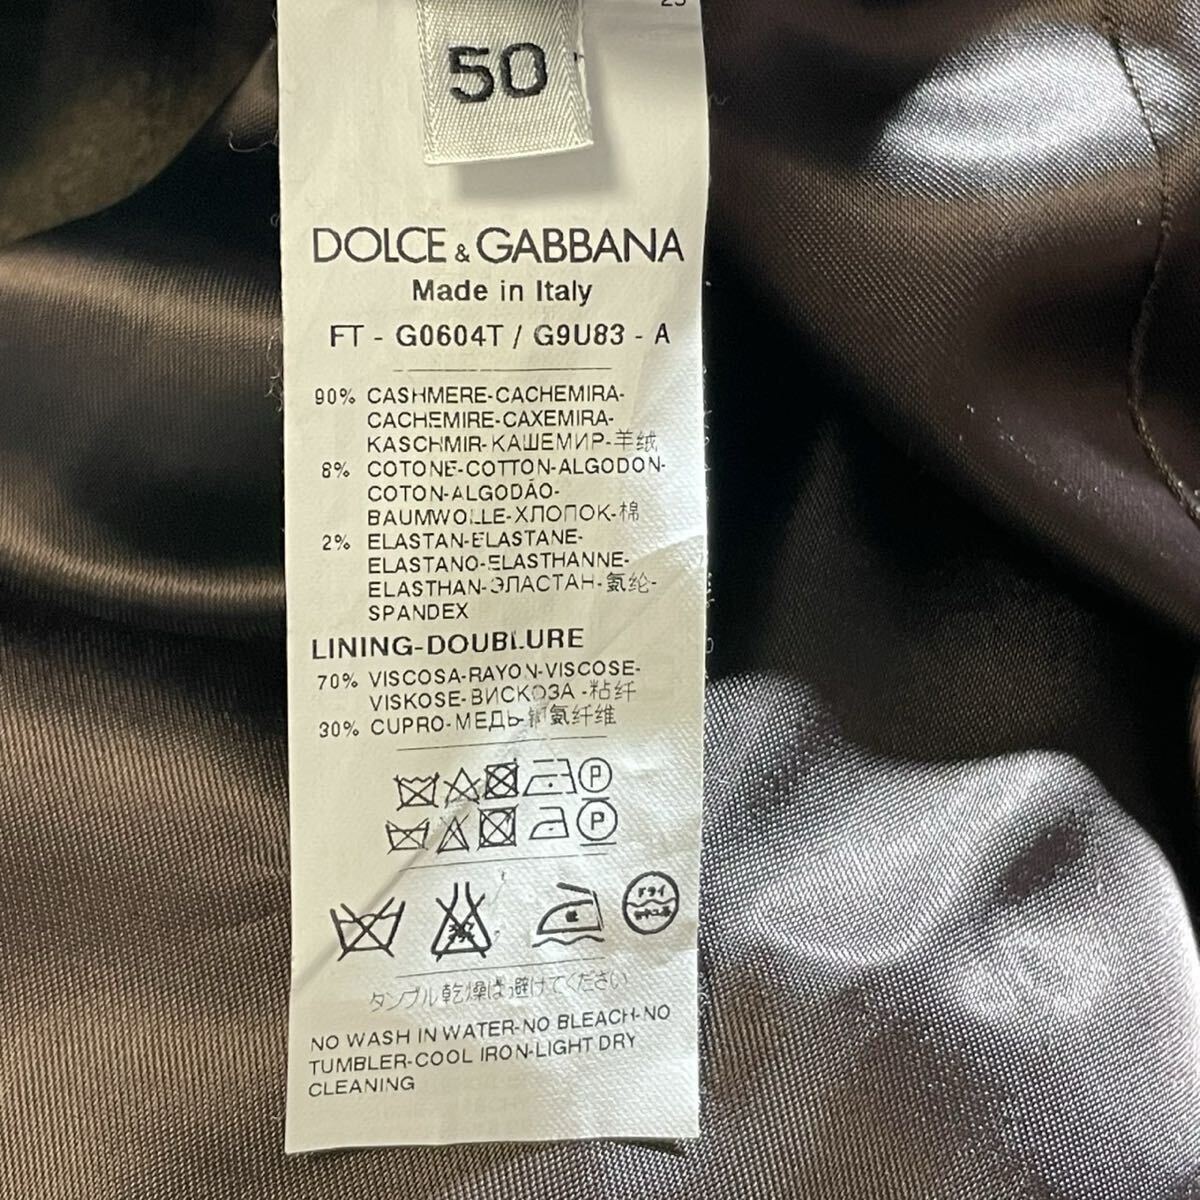 50
DOLCE & GABBANA
Made in Italy
FT - G0604T / G9U83 - A
90% CASHMERE-CACHEMIRA-
CACHEMIRE-CAXEMIRA-
KASCHMIR-КАШЕМИР-羊绒
8% COTONE-COTTON-ALGODON-
COTON-ALGODÃO-
BAUMWOLLE-ХЛОПОК-棉
2% ELASTAN-ELASTANE-
ELASTANO-ELASTHANNE-
ELASTHAN-ЭЛАСТАН-氨纶-
SPANDEX
LINING-DOUBLURE
70% VISCOSA-RAYON-VISCOSE-
VISKOSE-ВИСКОЗА -粘纤
30% CUPRO-МЕДЬ-铜氨纤维
P
P
ドライ
タンブル乾燥は避けてください
NO WASH IN WATER-NO BLEACH-NO
TUMBLER-COOL IRON-LIGHT DRY
CLEANING